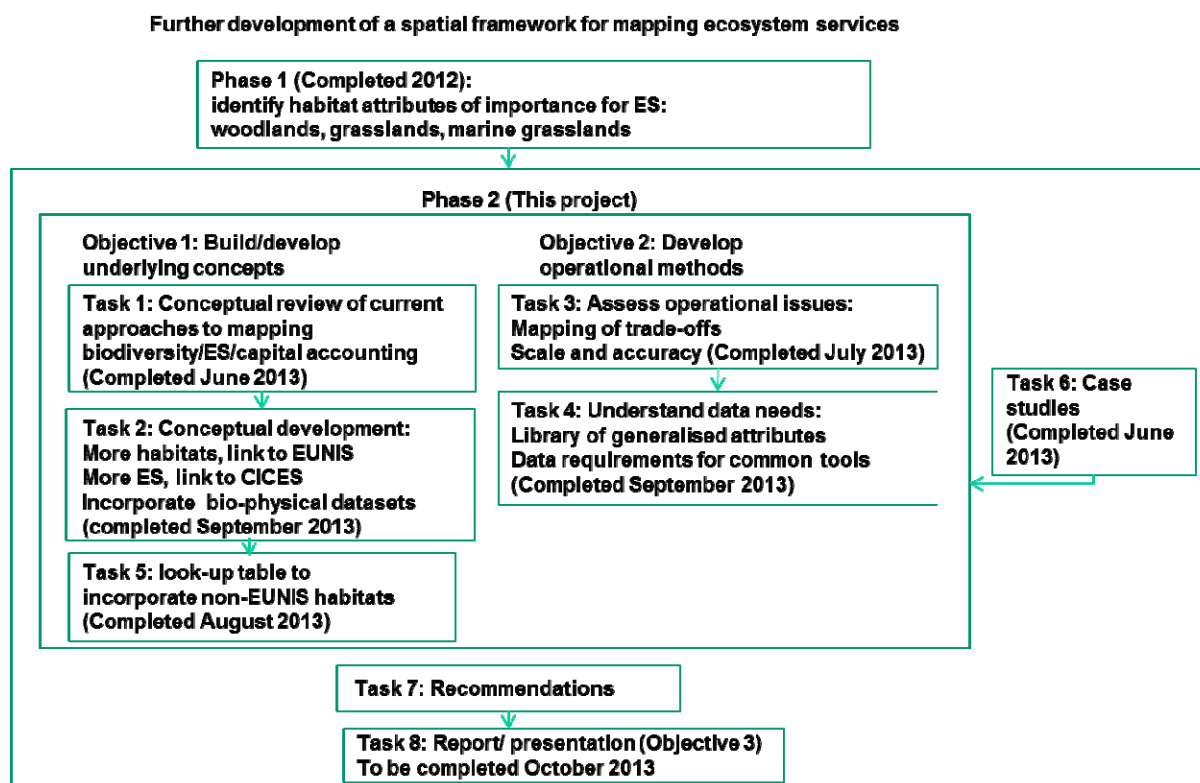 Further development of a spatial framework for mapping ecosystem services
Phase 1 (Completed 2012):
identify habitat attributes of importance for ES:
woodlands, grasslands, marine grasslands
Phase 2 (This project)
Objective 1: Build/develop
underlying concepts
Task 1: Conceptual review of current
approaches to mapping
biodiversity/ES/capital accounting
(Completed June 2013)
Task 2: Conceptual development:
More habitats, link to EUNIS
More ES, link to CICES
Incorporate bio-physical datasets
(completed September 2013)
Task 5: look-up table to
incorporate non-EUNIS habitats
(Completed August 2013)
Objective 2: Develop
operational methods
Task 3: Assess operational issues:
Mapping of trade-offs
Scale and accuracy (Completed July 2013)
Task 4: Understand data needs:
Library of generalised attributes
Data requirements for common tools
(Completed September 2013)
Task 6: Case
studies
(Completed June
2013)
Task 7: Recommendations
Task 8: Report/ presentation (Objective 3)
To be completed October 2013